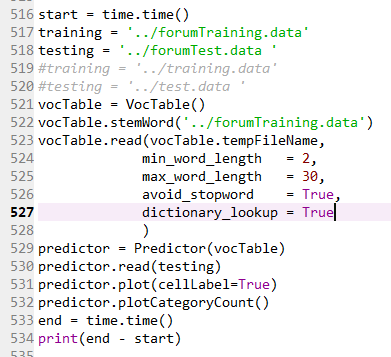 516 start = time.time()
517 training = '../forumTraining.data'
518 testing = '../forumTest.data '
519 #training = '../training.data'
520 #testing = '../test.data '
521 vocTable = VocTable()
522 vocTable.stemWord('../forumTraining.data')
523 vocTable.read(vocTable.tempFileName,
524               min_word_length   = 2,
525               max_word_length   = 30,
526               avoid_stopword    = True,
527               dictionary_lookup = True
528               )
529 predictor = Predictor(vocTable)
530 predictor.read(testing)
531 predictor.plot(cellLabel=True)
532 predictor.plotCategoryCount()
533 end = time.time()
534 print(end - start)
535